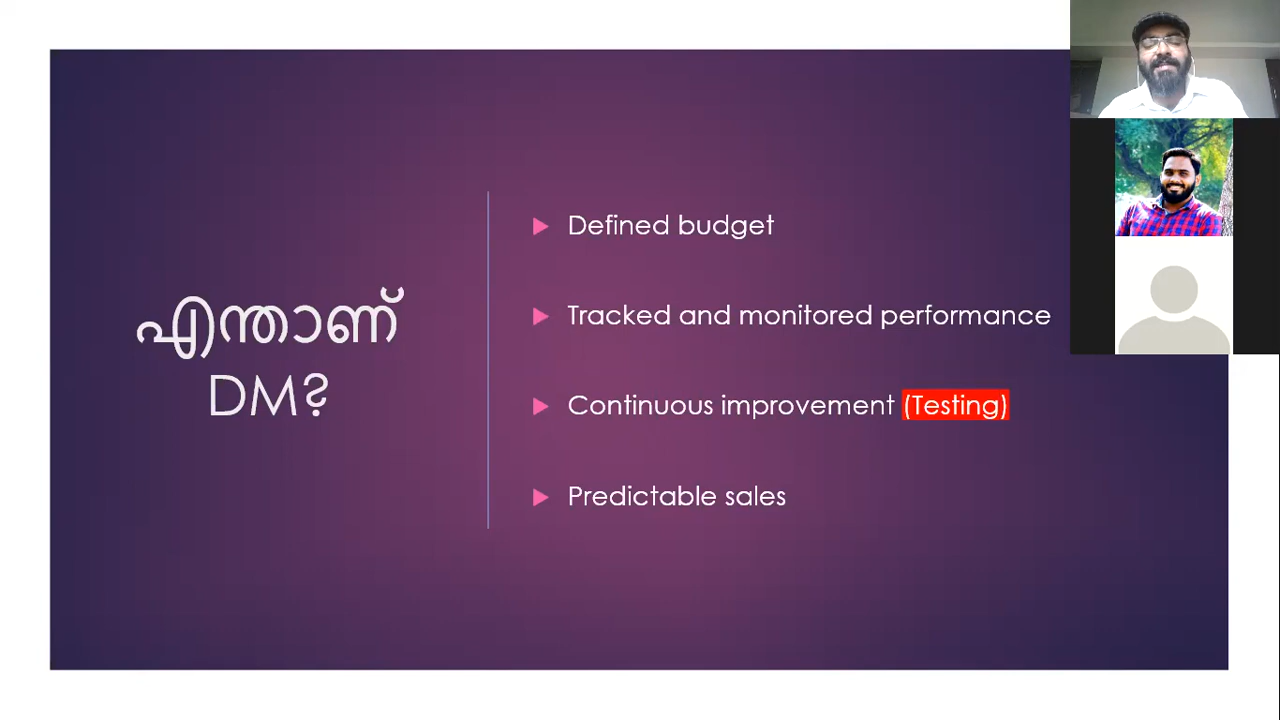 എന്താണ്
DM?
Defined budget
Tracked and monitored performance
Continuous improvement (Testing)
Predictable sales